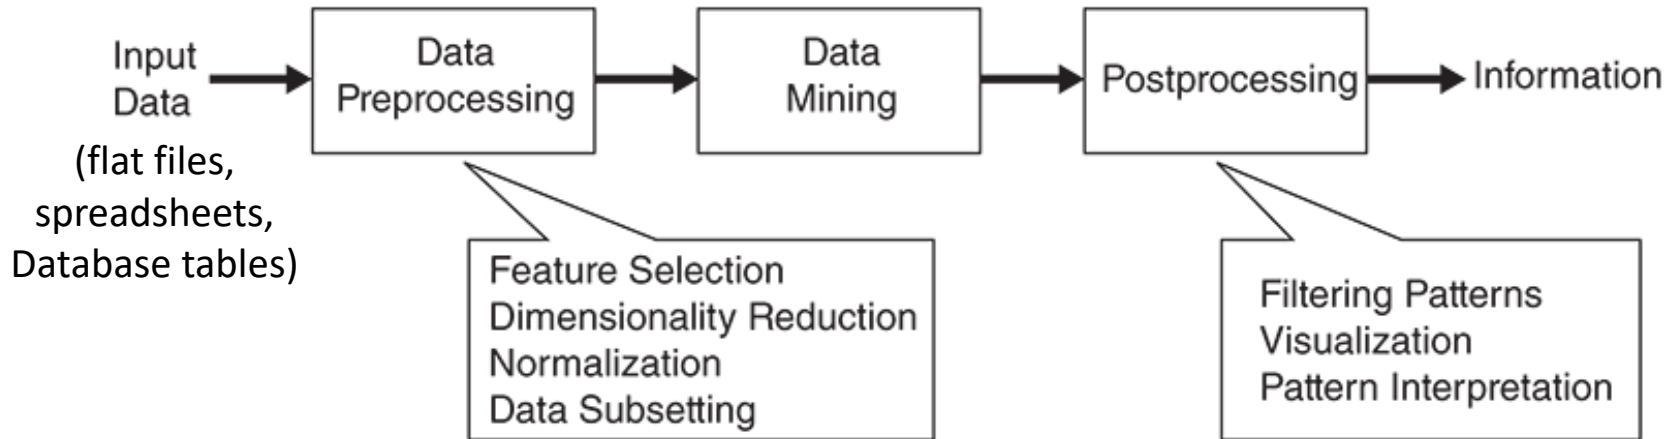 Input
Data
(flat files,
spreadsheets,
Database tables)
Data
Preprocessing
Data
Mining
Postprocessing
Information
Feature Selection
Dimensionality Reduction
Normalization
Data Subsetting
Filtering Patterns
Visualization
Pattern Interpretation